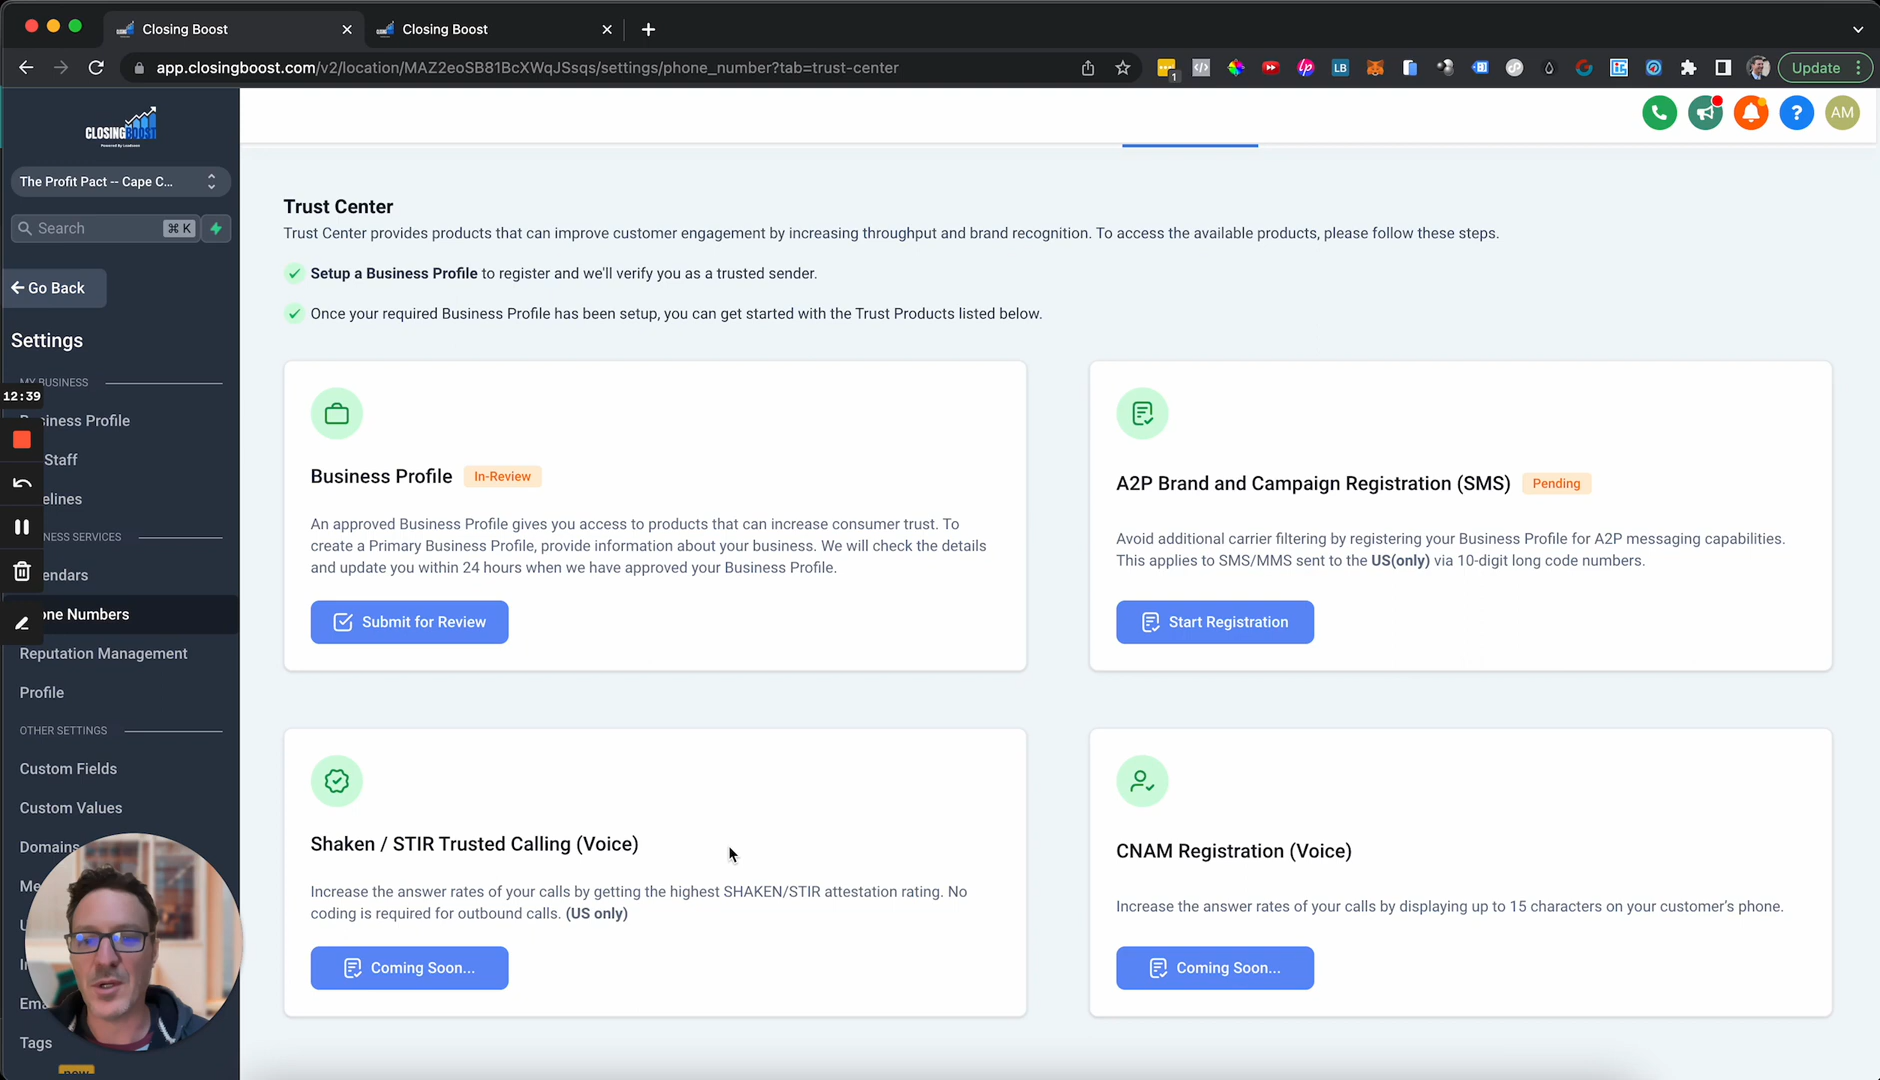 Closing Boost
Closing Boost
app.closingboost.com/v2/location/MAZ2eoSB81BcXWqJSsqs/settings/phone_number?tab=trust-center
1
LB
Update
CLOSINGBOOST
AM
The Profit Pact -- Cape C...
Search
⌘ K
Go Back
Settings
MY BUSINESS
12:39
siness Profile
Staff
elines
NESS SERVICES
endars
one Numbers
Reputation Management
Profile
OTHER SETTINGS
Custom Fields
Custom Values
Domains
Me
Ema
Tags
new
Trust Center
Trust Center provides products that can improve customer engagement by increasing throughput and brand recognition. To access the available products, please follow these steps.
Setup a Business Profile to register and we'll verify you as a trusted sender.
Once your required Business Profile has been setup, you can get started with the Trust Products listed below.
Business Profile In-Review
An approved Business Profile gives you access to products that can increase consumer trust. To
create a Primary Business Profile, provide information about your business. We will check the details
and update you within 24 hours when we have approved your Business Profile.
Submit for Review
A2P Brand and Campaign Registration (SMS) Pending
Avoid additional carrier filtering by registering your Business Profile for A2P messaging capabilities.
This applies to SMS/MMS sent to the US(only) via 10-digit long code numbers.
Start Registration
Shaken / STIR Trusted Calling (Voice)
Increase the answer rates of your calls by getting the highest SHAKEN/STIR attestation rating. No
coding is required for outbound calls. (US only)
Coming Soon...
CNAM Registration (Voice)
Increase the answer rates of your calls by displaying up to 15 characters on your customer's phone.
Coming Soon...